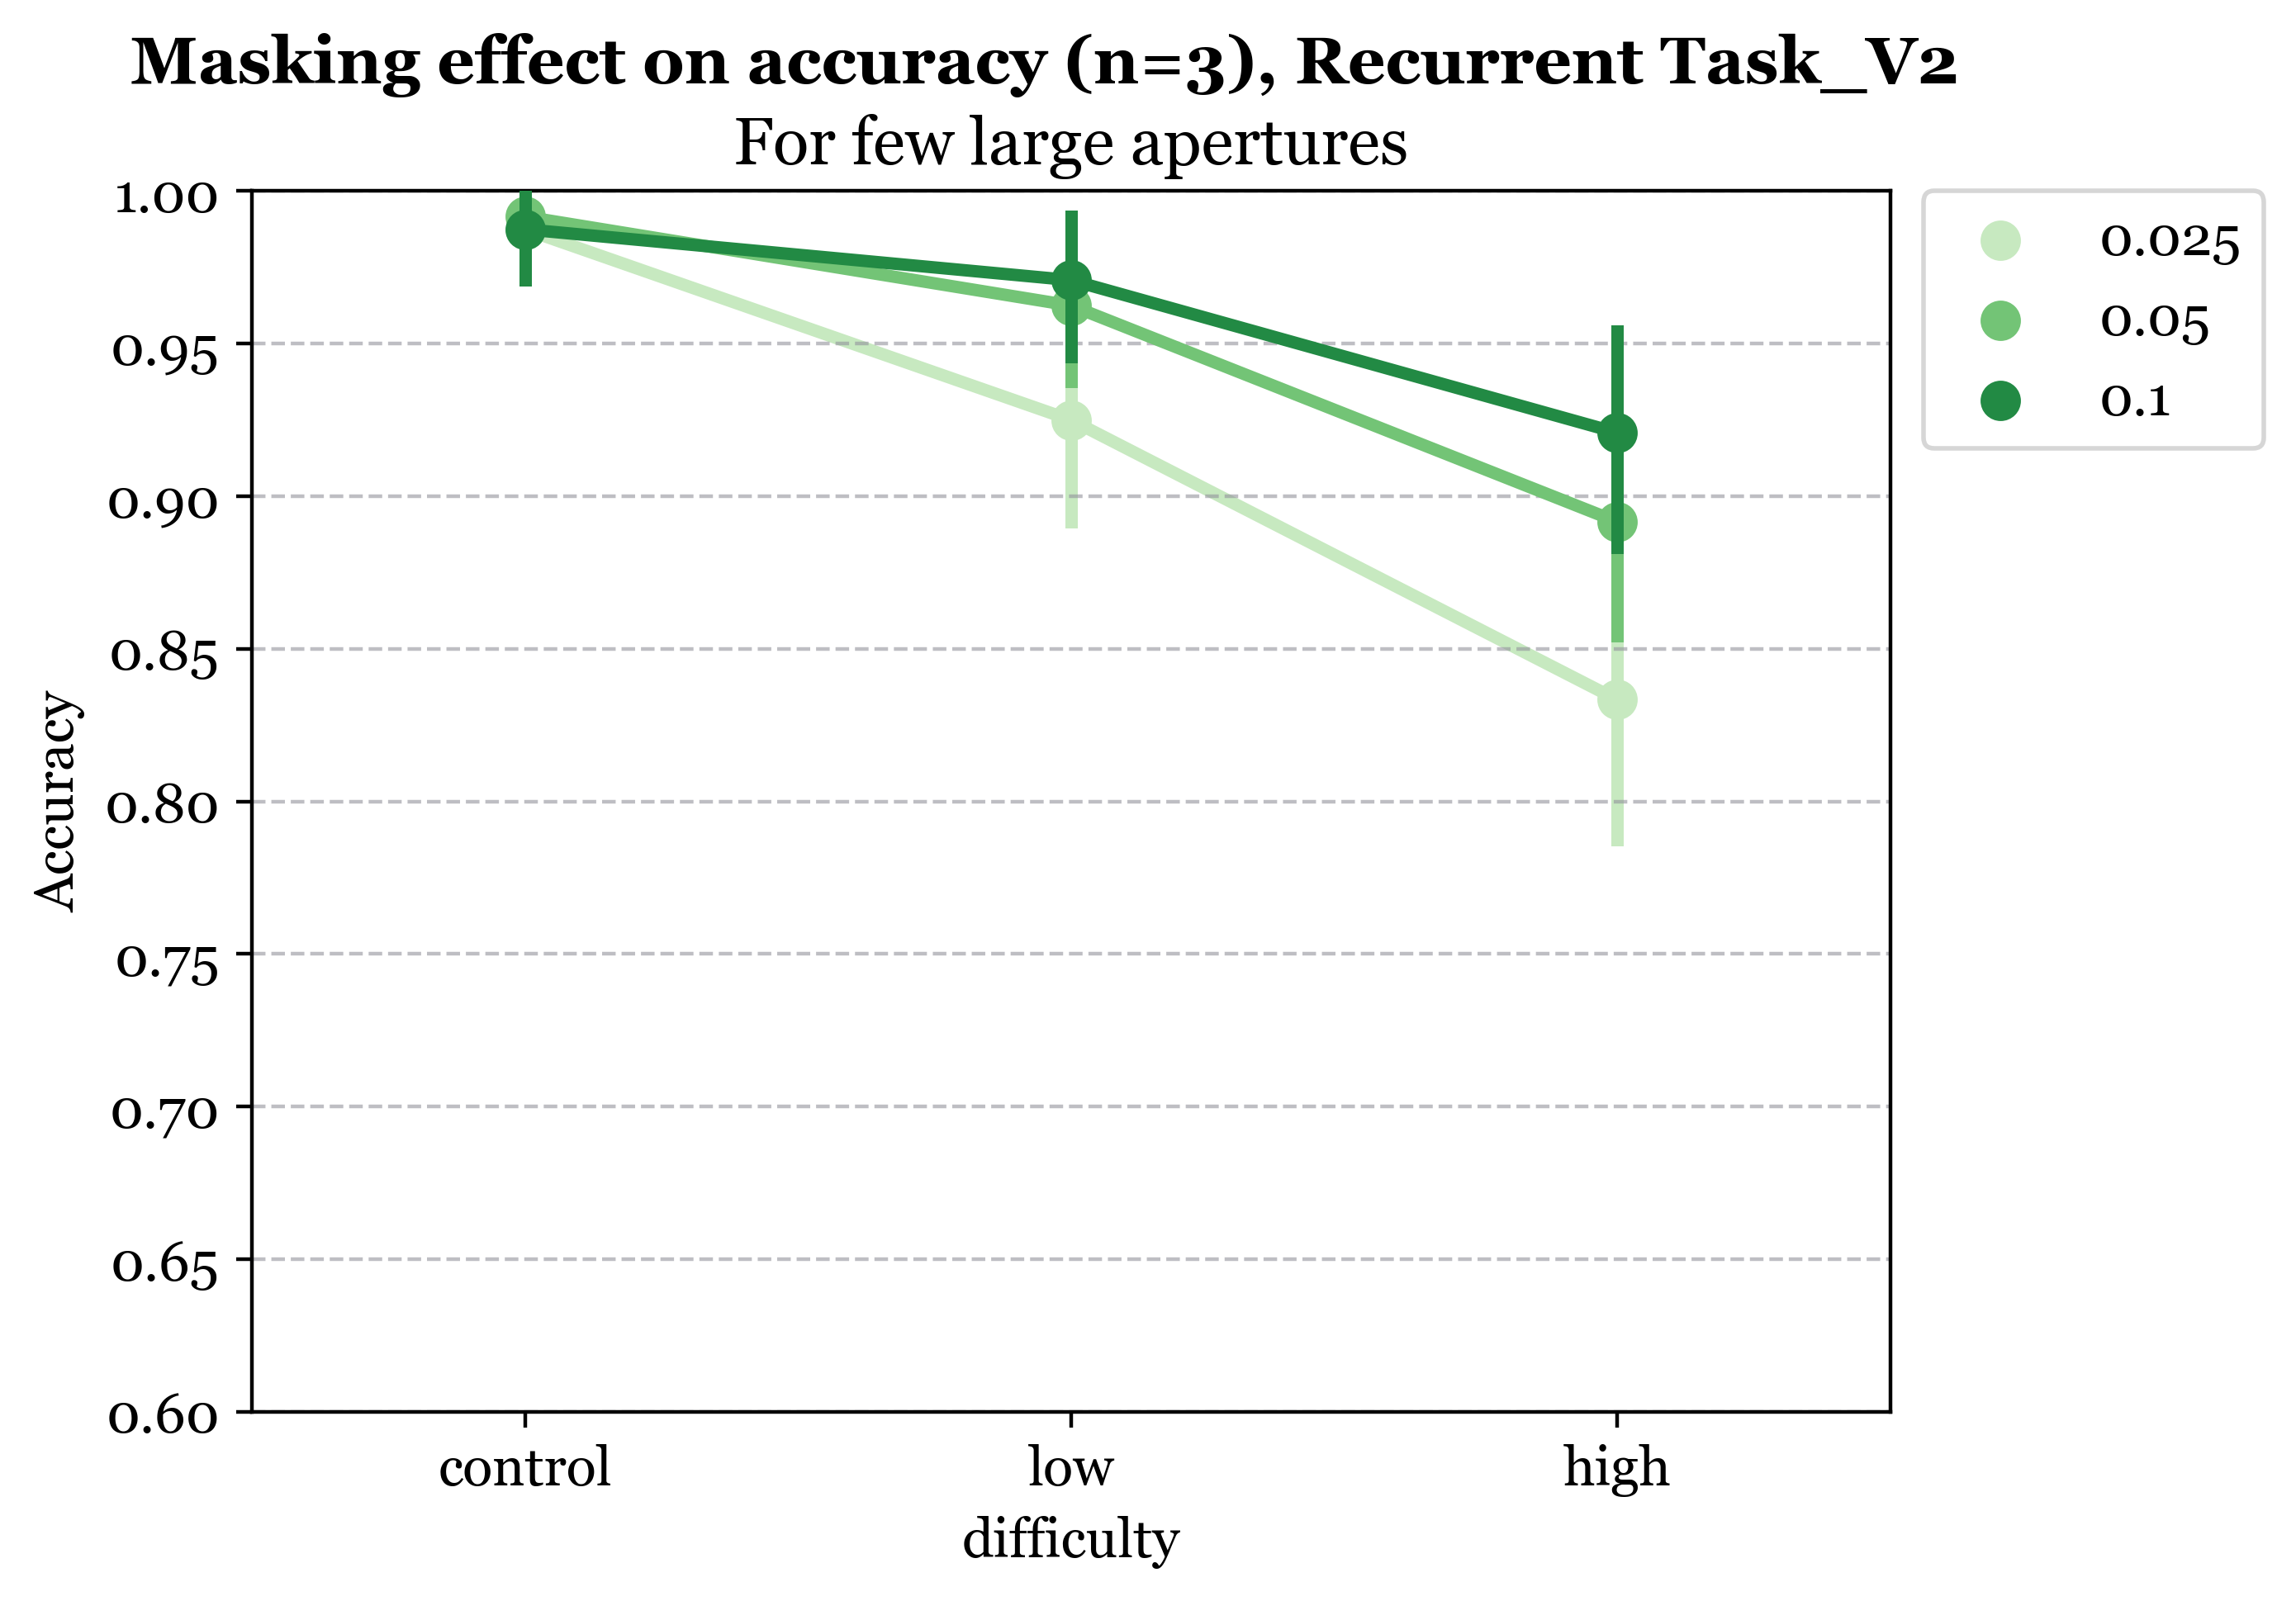 Masking effect on accuracy (n=3), Recurrent Task_V2
For few large apertures
1.00
0.95
0.90
0.85
0.80
0.75
0.70
0.65
0.60
Accuracy
control
low
high
difficulty
0.025
0.05
0.1